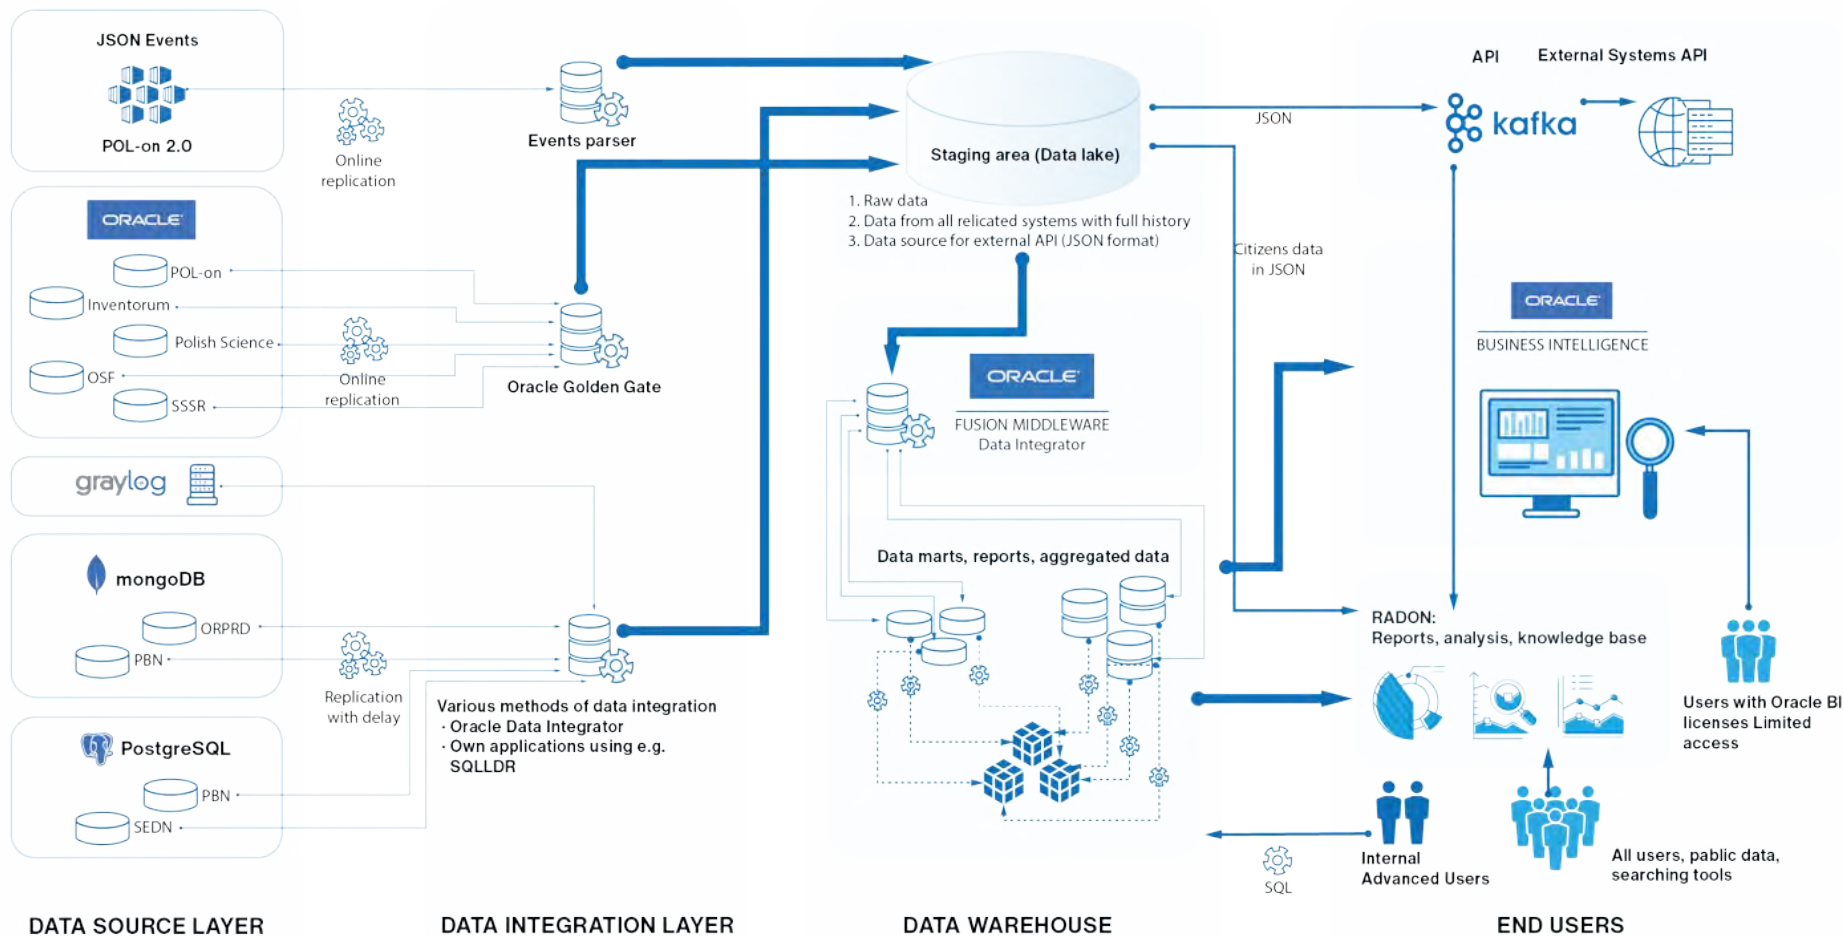 JSON Events
POL-on 2.0
Online
replication
Events parser
ORACLE
POL-on
Inventorum
Polish Science
OSF
SSSR
Online
replication
Oracle Golden Gate
graylog
mongoDB
ORPRD
PBN
Replication
with delay
PostgreSQL
PBN
SEDN
Various methods of data integration
· Oracle Data Integrator
· Own applications using e.g.
SQLLDR
Staging area (Data lake)
1. Raw data
2. Data from all relicated systems with full history
3. Data source for external API (JSON format)
ORACLE
FUSION MIDDLEWARE
Data Integrator
Data marts, reports, aggregated data
JSON
Citizens data
in JSON
API
External Systems API
kafka
ORACLE
BUSINESS INTELLIGENCE
RADON:
Reports, analysis, knowledge base
Users with Oracle BI
licenses Limited
access
Internal
Advanced Users
SQL
All users, pablic data,
searching tools
DATA SOURCE LAYER
DATA INTEGRATION LAYER
DATA WAREHOUSE
END USERS